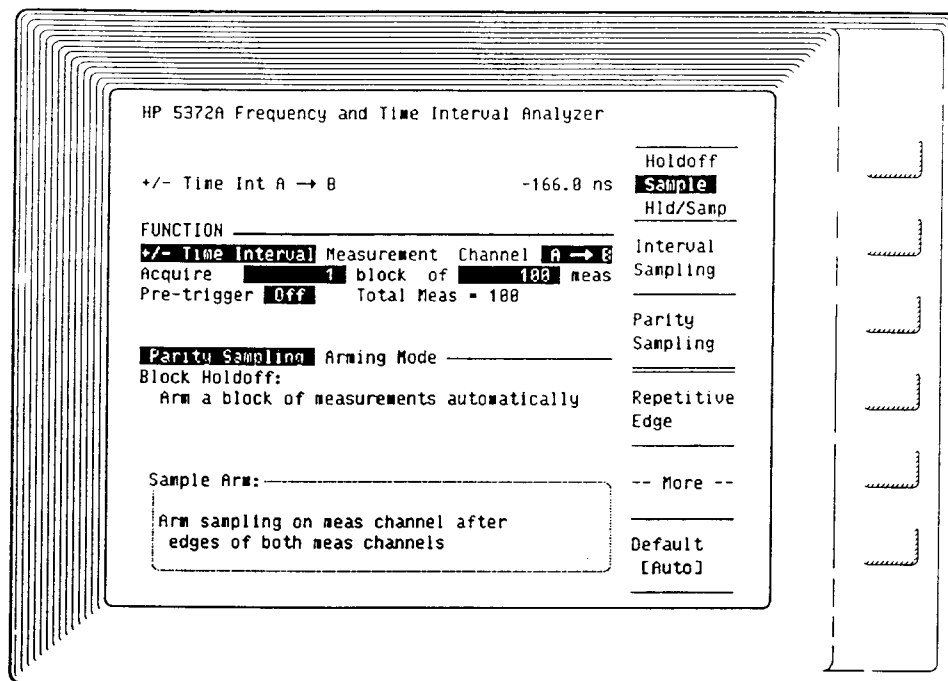 HP 5372A Frequency and Time Interval Analyzer
+/- Time Int A → B -166.0 ns
FUNCTION
+/- Time Interval Measurement Channel A → B
Acquire 1 block of 100 meas
Pre-trigger Off Total Meas = 100
Parity Sampling Arming Mode
Block Holdoff:
Arm a block of measurements automatically
Sample Arm:
Arm sampling on meas channel after
edges of both meas channels
Holdoff
Sample
Hld/Samp
Interval
Sampling
Parity
Sampling
Repetitive
Edge
-- More --
Default
[Auto]